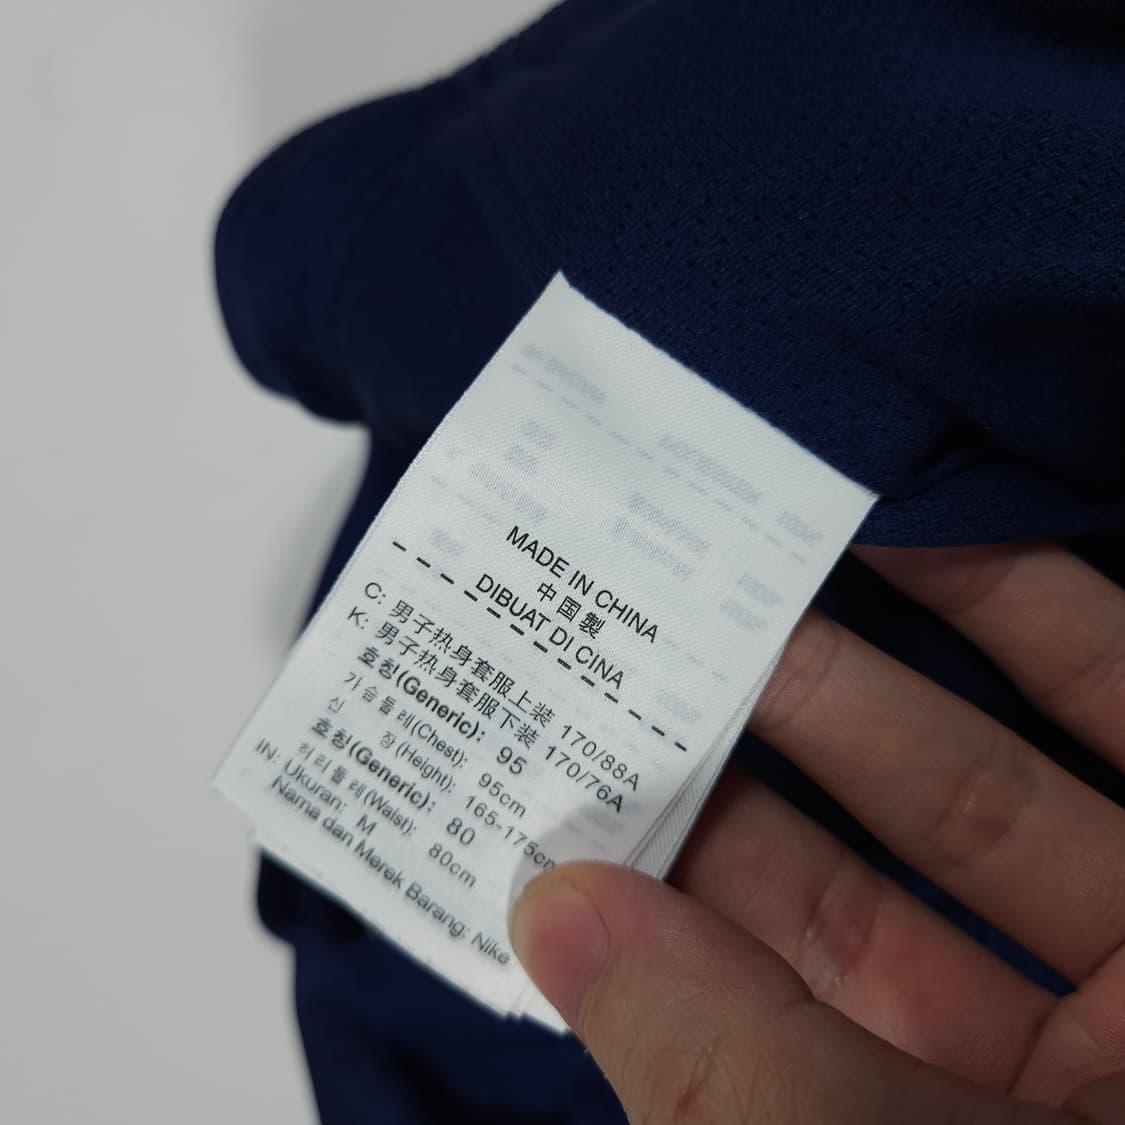 MADE IN CHINA
中国製
DIBUAT DI CINA
C: 男子热身套服上装 170/88A
男子热身套服下装 170/76A
K: 호칭(Generic): 95
가슴둘레(Chest): 95cm
신장(Height): 165-175cm
호칭(Generic): 80
허리둘레(Waist): 80cm
IN: Ukuran: M
Nama dan Merek Barang: Nike